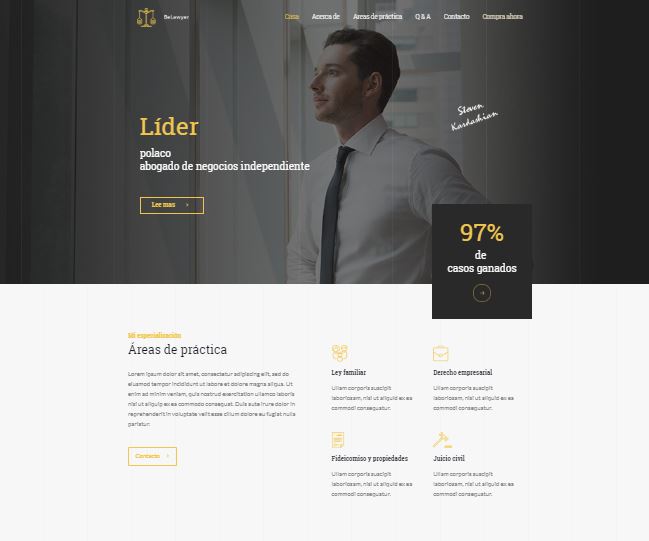 BeLawyer
Casa
Acerca de
Areas de práctica
Q & A
Contacto
Compra ahora
Steven
Kardashian
Líder
polaco
abogado de negocios independiente
Lee mas
97%
de
casos ganados
Mi especialización
Áreas de práctica
Lorem ipsum dolor sit amet, consectetur adipiscing elit, sed do
eiusmod tempor incididunt ut labore et dolore magna aliqua. Ut
enim ad minim veniam, quis nostrud exercitation ullamco laboris
nisi ut aliquip ex ea commodo consequat. Duis aute irure dolor in
reprehenderit in voluptate velit esse cillum dolore eu fugiat nulla
pariatur.
Contacto
Ley familiar
Ullam corporis suscipit
laboriosam, nisi ut aliquid ex ea
commodi consequatur.
Derecho empresarial
Ullam corporis suscipit
laboriosam, nisi ut aliquid ex ea
commodi consequatur.
Fideicomiso y propiedades
Ullam corporis suscipit
laboriosam, nisi ut aliquid ex ea
commodi consequatur.
Juicio civil
Ullam corporis suscipit
laboriosam, nisi ut aliquid ex ea
commodi consequatur.